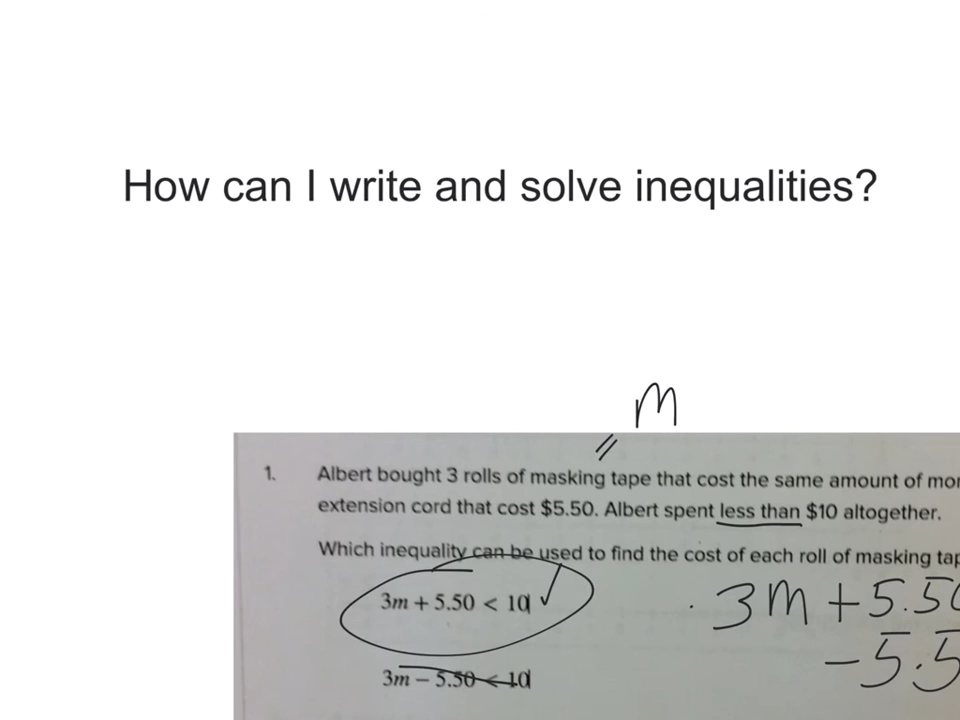 How can I write and solve inequalities?
m
1. Albert bought 3 rolls of masking tape that cost the same amount of
extension cord that cost $5.50. Albert spent less than $10 altogether.
Which inequality can be used to find the cost of each roll of masking
3m + 5.50 < 10
3m + 5.50
3m − 5.50 < 10
- 5.5